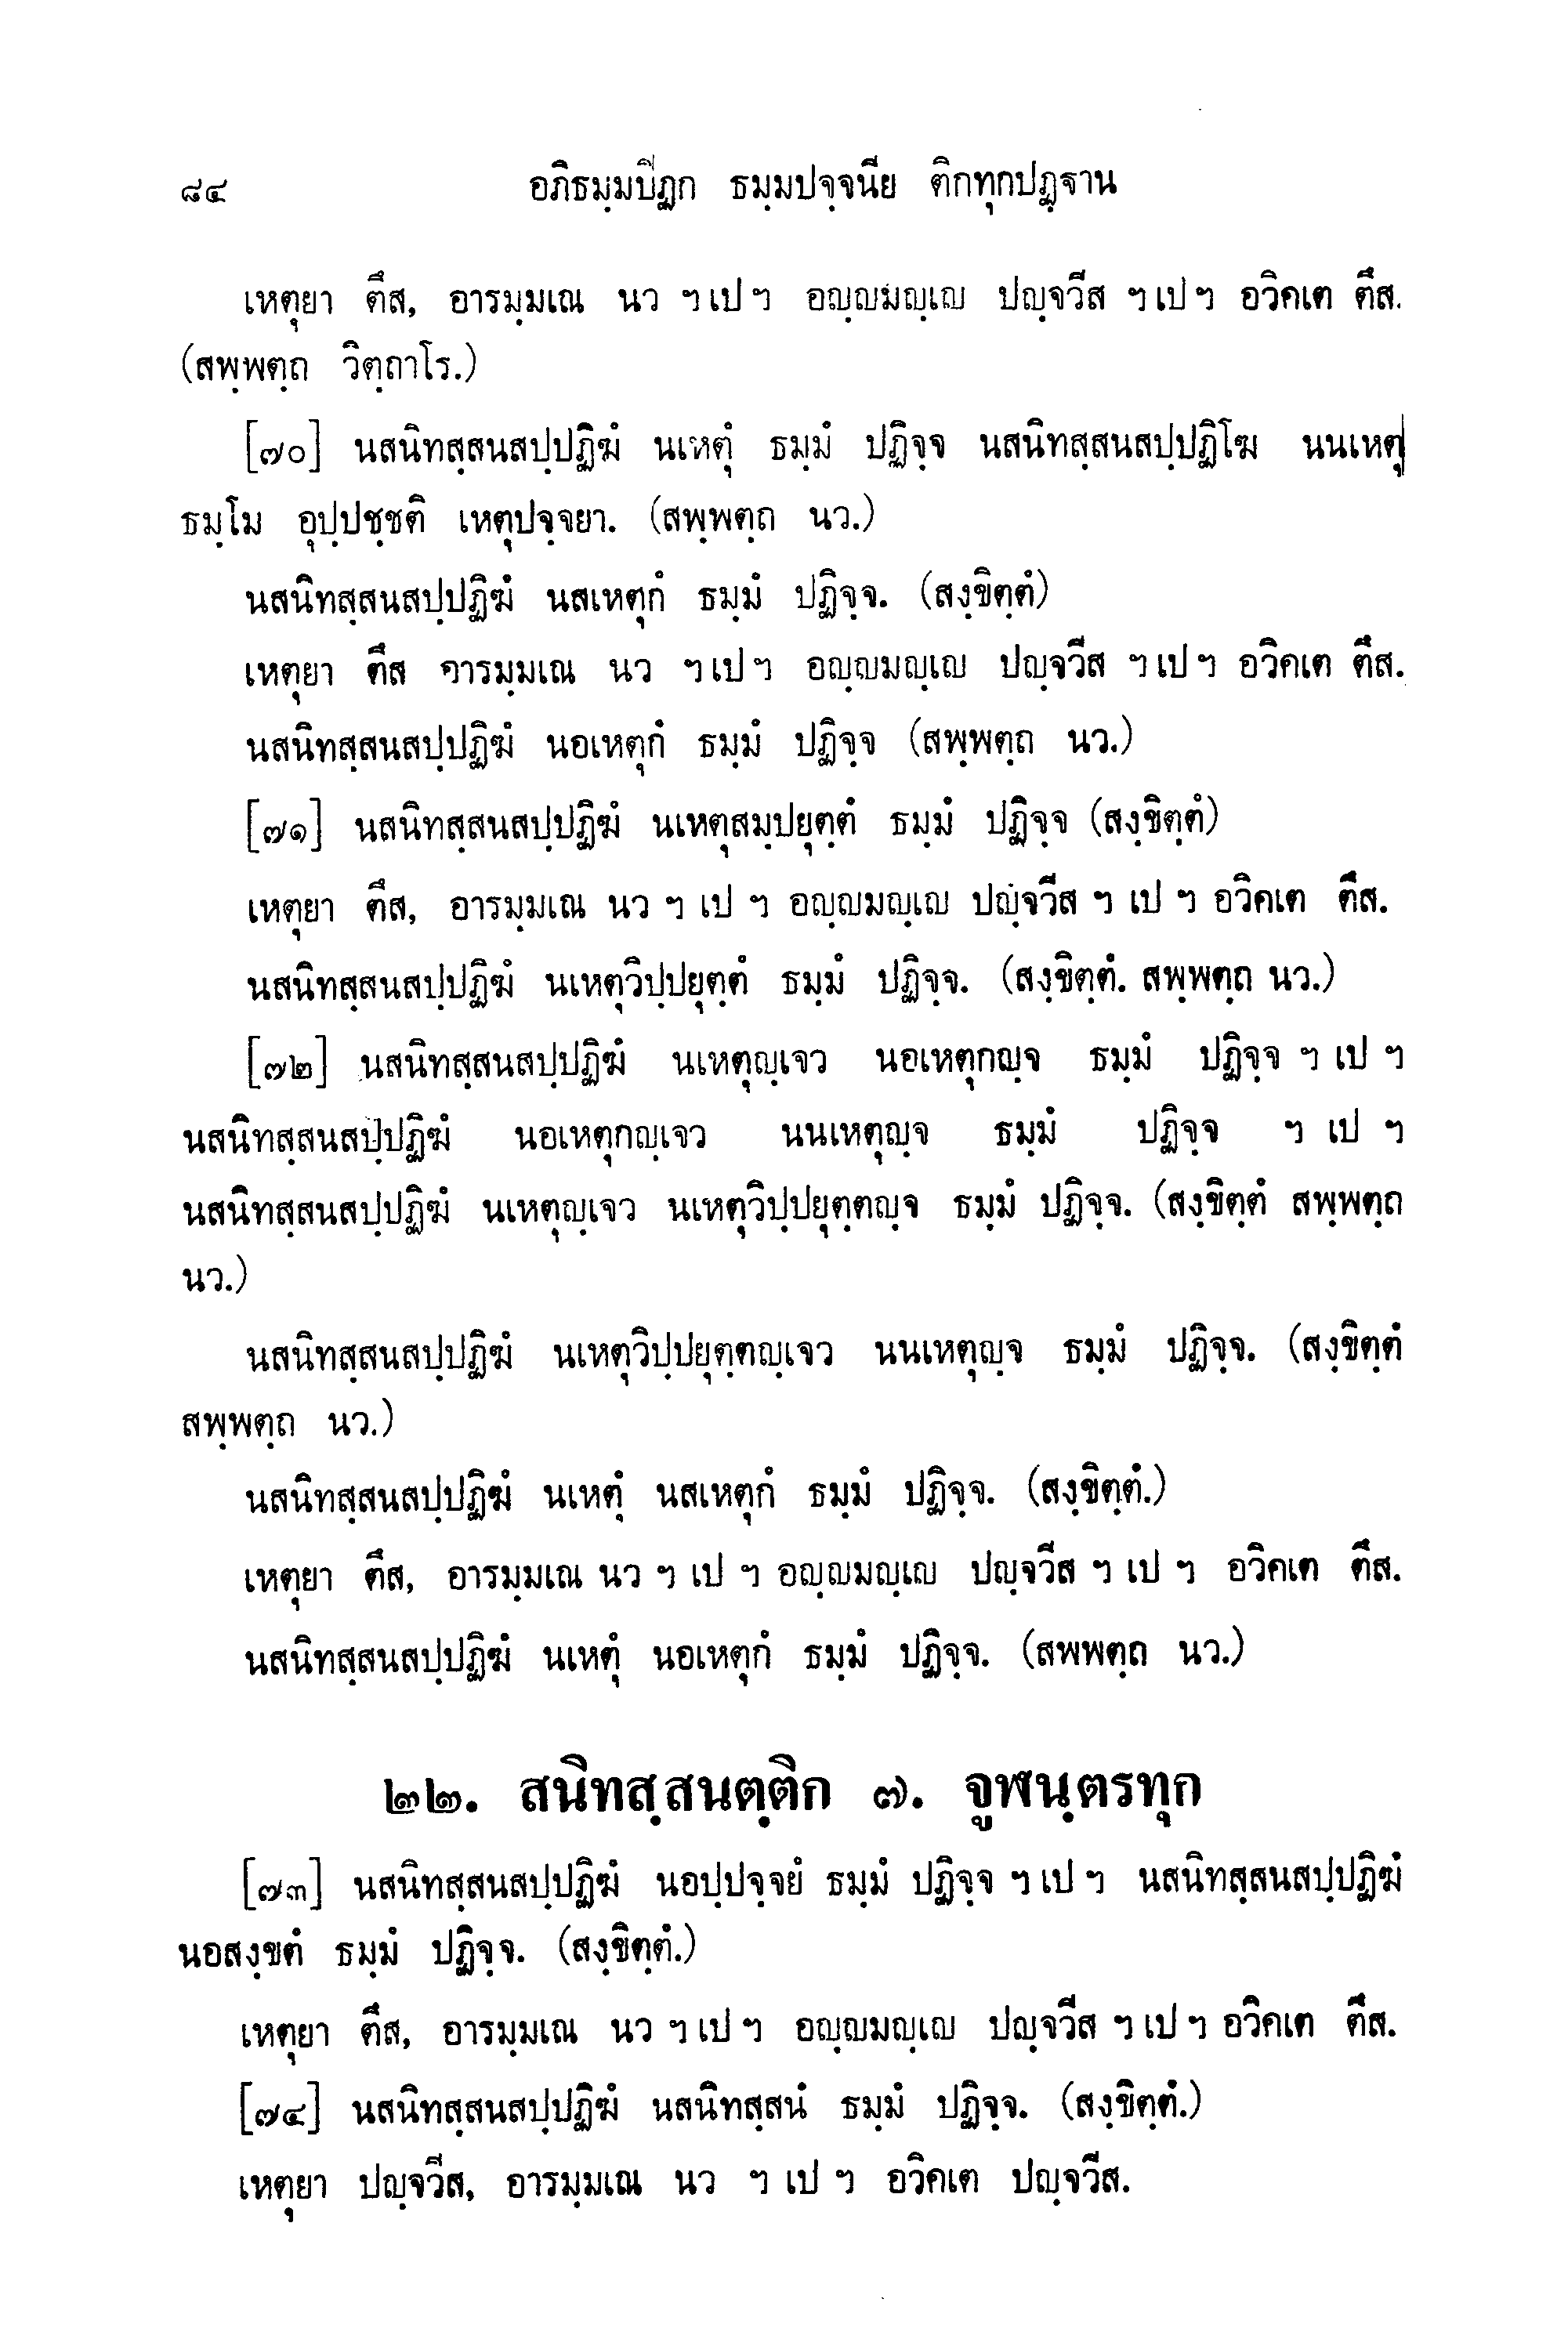 ๘๔ อภิธมฺมปิฏก ธมฺมปจฺจนีย ติกทุกปฏฺฐาน
เหตุยา ตึส, อารมฺมเณ นว ฯ เป ฯ อญฺญมญฺเญ ปญฺจวีส ฯ เป ฯ อวิคเต ตึส.
(สพฺพตฺถ วิตฺถาโร.)
[๗๐] นสนิทสฺสนสปฺปฏิฆํ นเหตุํ ธมฺมํ ปฏิจฺจ นสนิทสฺสนสปฺปฏิโฆ นนเหตุ
ธมฺโม อุปฺปชฺชติ เหตุปจฺจยา. (สพฺพตฺถ นว.)
นสนิทสฺสนสปฺปฏิฆํ นสเหตุกํ ธมฺมํ ปฏิจฺจ. (สงฺขิตฺตํ)
เหตุยา ตึส อารมฺมเณ นว ฯ เป ฯ อญฺญมญฺเญ ปญฺจวีส ฯ เป ฯ อวิคเต ตึส.
นสนิทสฺสนสปฺปฏิฆํ นอเหตุกํ ธมฺมํ ปฏิจฺจ (สพฺพตฺถ นว.)
[๗๑] นสนิทสฺสนสปฺปฏิฆํ นเหตุสมฺปยุตฺตํ ธมฺมํ ปฏิจฺจ (สงฺขิตฺตํ)
เหตุยา ตึส, อารมฺมเณ นว ฯ เป ฯ อญฺญมญฺเญ ปญฺจวีส ฯ เป ฯ อวิคเต ตึส.
นสนิทสฺสนสปฺปฏิฆํ นเหตุวิปฺปยุตฺตํ ธมฺมํ ปฏิจฺจ. (สงฺขิตฺตํ. สพฺพตฺถ นว.)
[๗๒] นสนิทสฺสนสปฺปฏิฆํ นเหตุญฺเจว นอเหตุกญฺจ ธมฺมํ ปฏิจฺจ ฯ เป ฯ
นสนิทสฺสนสปฺปฏิฆํ นอเหตุกญฺเจว นนเหตุญฺจ ธมฺมํ ปฏิจฺจ ฯ เป ฯ
นสนิทสฺสนสปฺปฏิฆํ นเหตุญฺเจว นเหตุวิปฺปยุตฺตญฺจ ธมฺมํ ปฏิจฺจ. (สงฺขิตฺตํ สพฺพตฺถ
นว.)
นสนิทสฺสนสปฺปฏิฆํ นเหตุวิปฺปยุตฺตญฺเจว นนเหตุญฺจ ธมฺมํ ปฏิจฺจ. (สงฺขิตฺตํ
สพฺพตฺถ นว.)
นสนิทสฺสนสปฺปฏิฆํ นเหตุํ นสเหตุกํ ธมฺมํ ปฏิจฺจ. (สงฺขิตฺตํ.)
เหตุยา ตึส, อารมฺมเณ นว ฯ เป ฯ อญฺญมญฺเญ ปญฺจวีส ฯ เป ฯ อวิคเต ตึส.
นสนิทสฺสนสปฺปฏิฆํ นเหตุํ นอเหตุกํ ธมฺมํ ปฏิจฺจ. (สพพตฺถ นว.)
๒๒. สนิทสฺสนตฺติก ๗. จูฬนฺตรทุก
[๗๓] นสนิทสฺสนสปฺปฏิฆํ นอปฺปจฺจยํ ธมฺมํ ปฏิจฺจ ฯ เป ฯ นสนิทสฺสนสปฺปฏิฆํ
นอสงฺขตํ ธมฺมํ ปฏิจฺจ. (สงฺขิตฺตํ.)
เหตุยา ตึส, อารมฺมเณ นว ฯ เป ฯ อญฺญมญฺเญ ปญฺจวีส ฯ เป ฯ อวิคเต ตึส.
[๗๔] นสนิทสฺสนสปฺปฏิฆํ นสนิทสฺสนํ ธมฺมํ ปฏิจฺจ. (สงฺขิตฺตํ.)
เหตุยา ปญฺจวีส, อารมฺมเณ นว ฯ เป ฯ อวิคเต ปญฺจวีส.